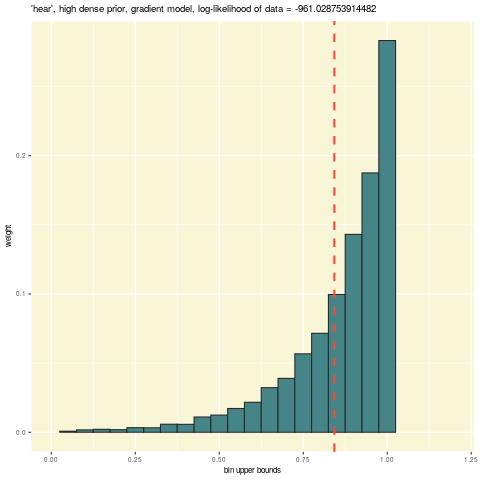 'hear', high dense prior, gradient model, log-likelihood of data = -961.028753914482
weight
0.2
0.1
0.0
0.00 0.25 0.50 0.75 1.00 1.25
bin upper bounds